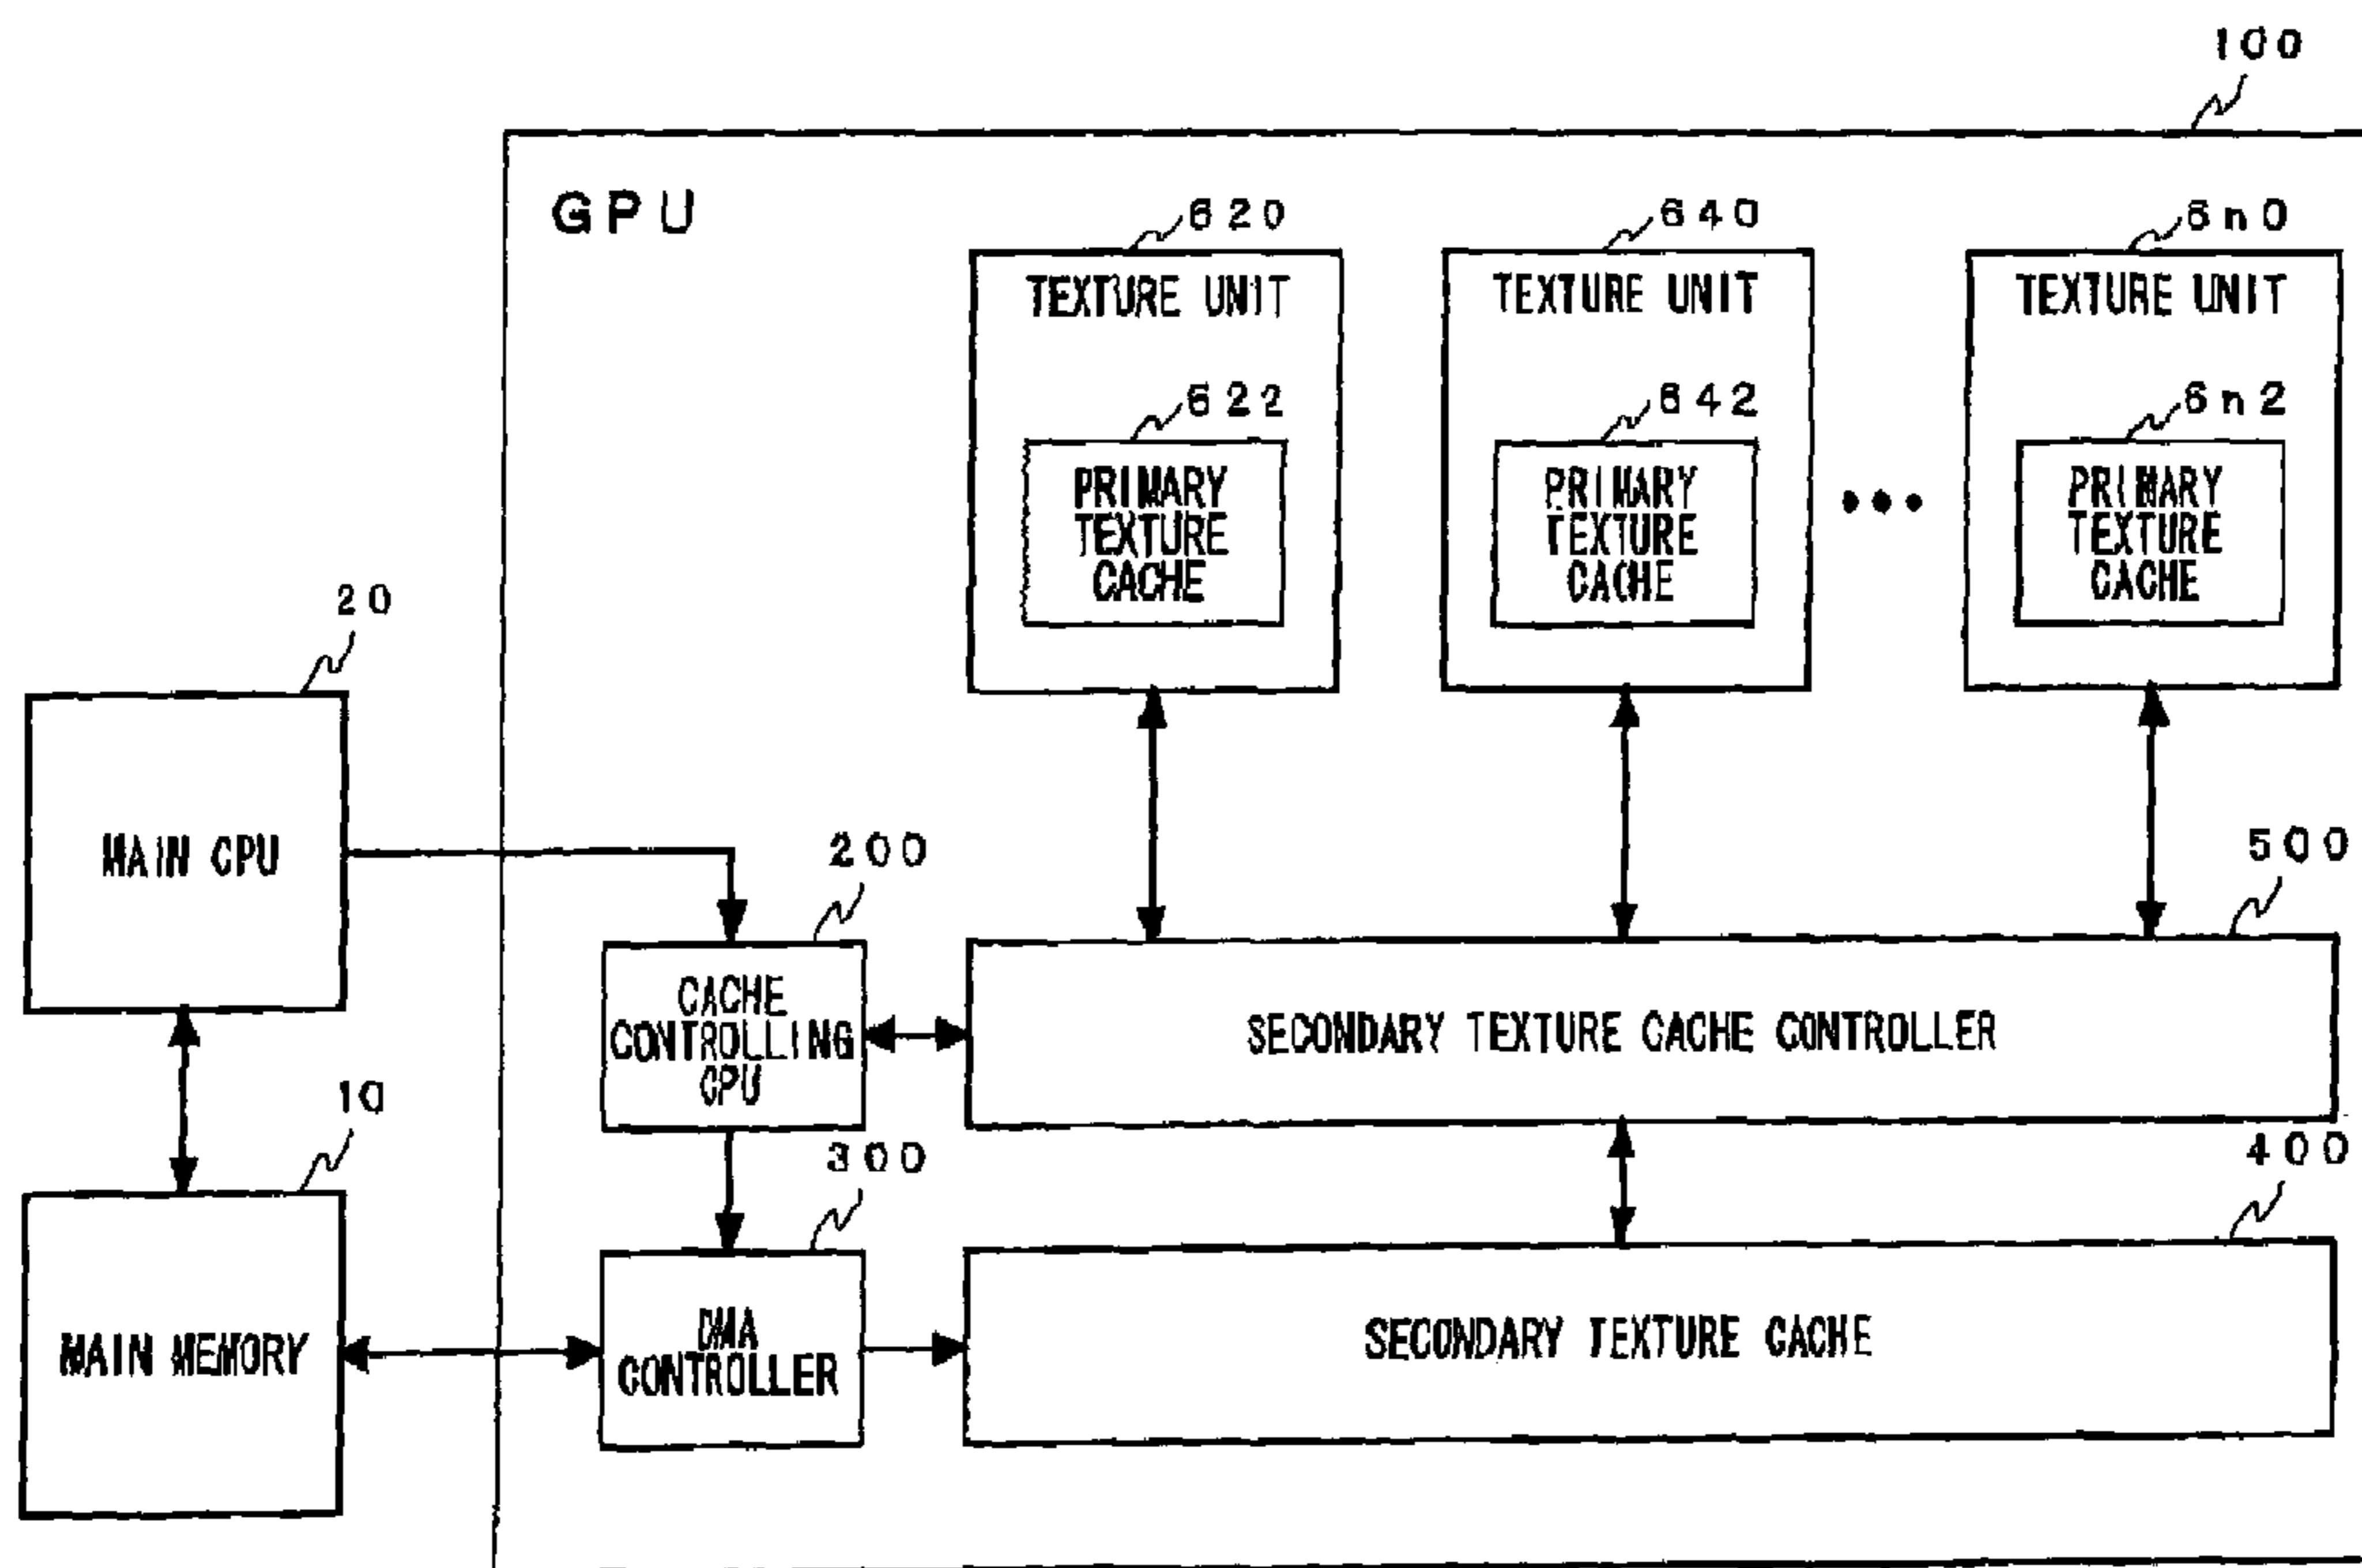 100
GPU
620
640
6n0
TEXTURE UNIT
TEXTURE UNIT
TEXTURE UNIT
622
642
6n2
PRIMARY
TEXTURE
CACHE
PRIMARY
TEXTURE
CACHE
PRIMARY
TEXTURE
CACHE
20
MAIN CPU
200
500
CACHE
CONTROLLING
CPU
SECONDARY TEXTURE CACHE CONTROLLER
10
300
400
MAIN MEMORY
DMA
CONTROLLER
SECONDARY TEXTURE CACHE